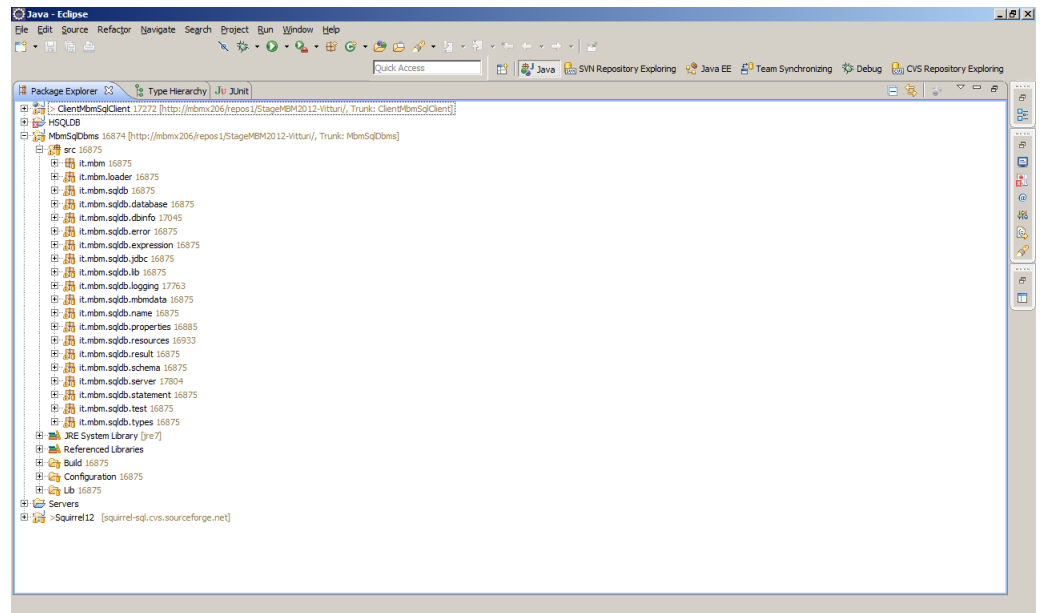 Java - Eclipse
File Edit Source Refactor Navigate Search Project Run Window Help
Quick Access Java SVN Repository Exploring Java EE Team Synchronizing Debug CVS Repository Exploring
Package Explorer Type Hierarchy JU JUnit
> ClientMbmSqlClient 17272 [http://mbmx206/repos1/StageMBM2012-Vitturi/, Trunk: ClientMbmSqlClient]
HSQLDB
MbmSqlDbms 16874 [http://mbmx206/repos1/StageMBM2012-Vitturi/, Trunk: MbmSqlDbms]
src 16875
it.mbm 16875
it.mbm.loader 16875
it.mbm.sqldb 16875
it.mbm.sqldb.database 16875
it.mbm.sqldb.dbinfo 17045
it.mbm.sqldb.error 16875
it.mbm.sqldb.expression 16875
it.mbm.sqldb.jdbc 16875
it.mbm.sqldb.lib 16875
it.mbm.sqldb.logging 17763
it.mbm.sqldb.mbmdata 16875
it.mbm.sqldb.name 16875
it.mbm.sqldb.properties 16885
it.mbm.sqldb.resources 16933
it.mbm.sqldb.result 16875
it.mbm.sqldb.schema 16875
it.mbm.sqldb.server 17804
it.mbm.sqldb.statement 16875
it.mbm.sqldb.test 16875
it.mbm.sqldb.types 16875
JRE System Library [jre7]
Referenced Libraries
Build 16875
Configuration 16875
Lib 16875
Servers
>Squirrel12 [squirrel-sql.cvs.sourceforge.net]